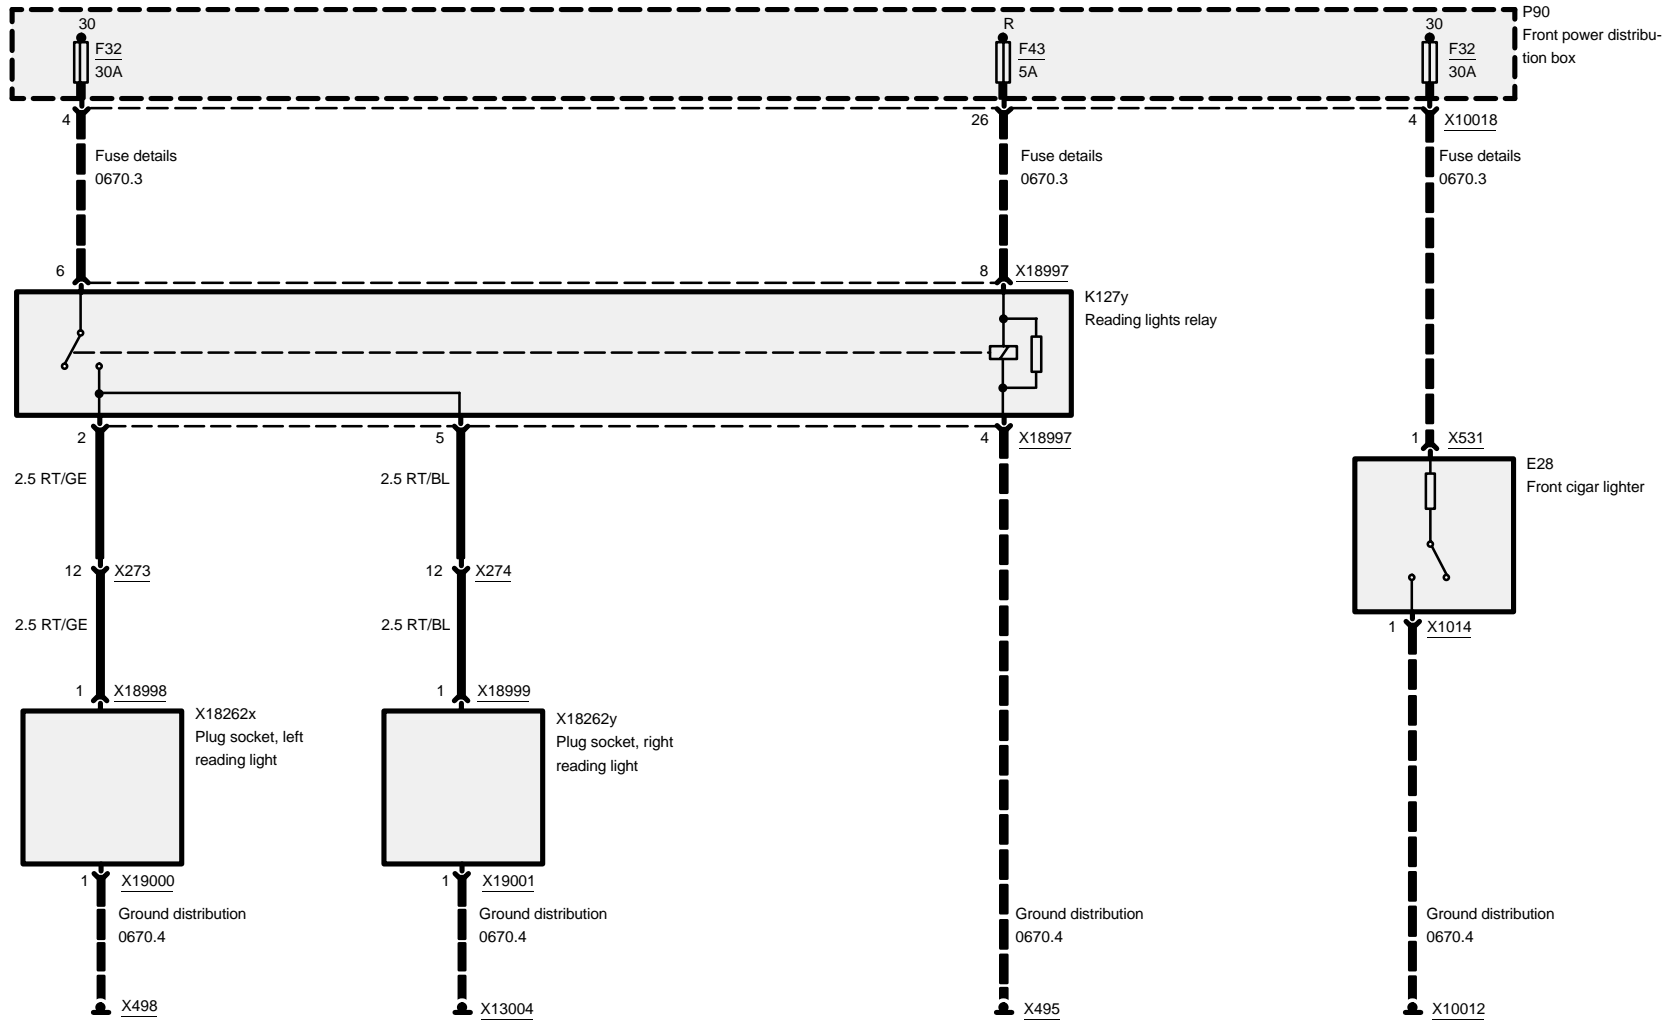 30
R
30
P90
Front power distribu-
tion box
F32
30A
F43
5A
F32
30A
4
26
4
X10018
Fuse details
0670.3
Fuse details
0670.3
Fuse details
0670.3
6
8
X18997
K127y
Reading lights relay
2
5
4
X18997
1
X531
E28
Front cigar lighter
2.5 RT/GE
2.5 RT/BL
12
X273
12
X274
2.5 RT/GE
2.5 RT/BL
1
X1014
1
X18998
1
X18999
X18262x
Plug socket, left
reading light
X18262y
Plug socket, right
reading light
1
X19000
1
X19001
Ground distribution
0670.4
Ground distribution
0670.4
Ground distribution
0670.4
Ground distribution
0670.4
X498
X13004
X495
X10012